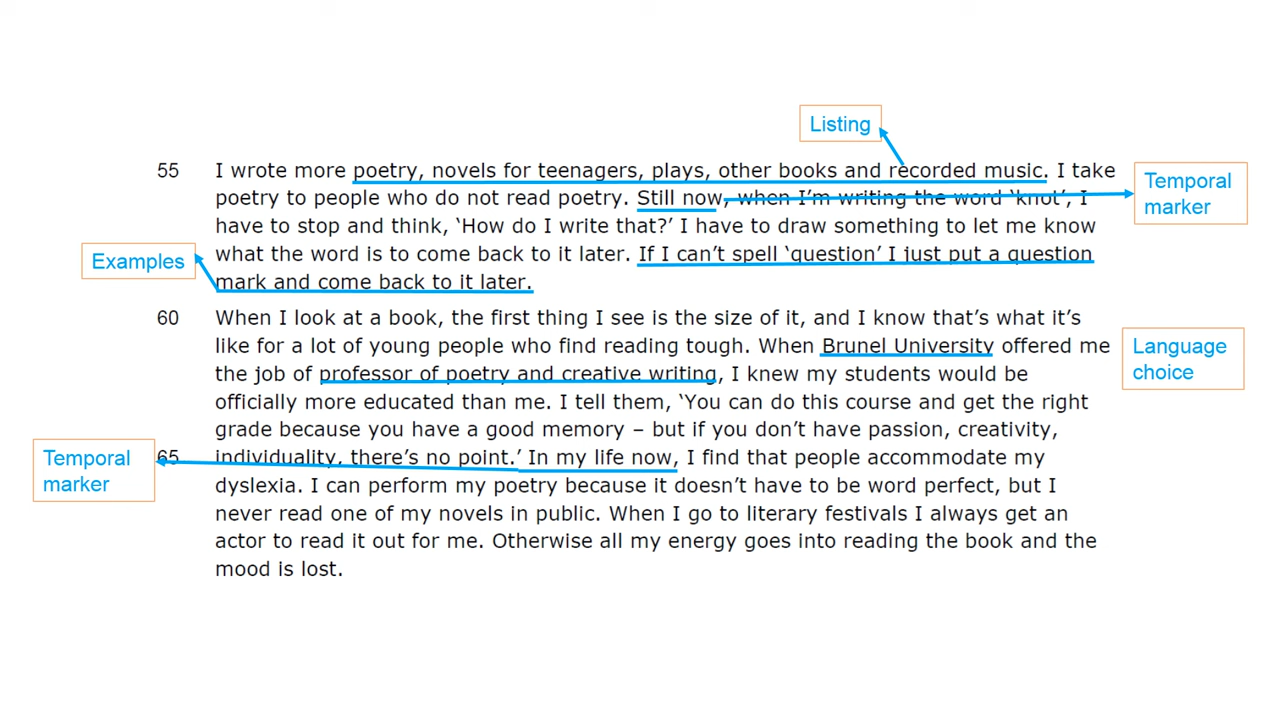 Listing
55 I wrote more poetry, novels for teenagers, plays, other books and recorded music. I take
Temporal
marker
poetry to people who do not read poetry. Still now, when I'm writing the word ‘knot’, I
have to stop and think, ‘How do I write that?’ I have to draw something to let me know
Examples
what the word is to come back to it later. If I can't spell ‘question’ I just put a question
mark and come back to it later.
60 When I look at a book, the first thing I see is the size of it, and I know that's what it's
like for a lot of young people who find reading tough. When Brunel University offered me
Language
choice
the job of professor of poetry and creative writing, I knew my students would be
officially more educated than me. I tell them, ‘You can do this course and get the right
grade because you have a good memory – but if you don't have passion, creativity,
Temporal
marker
65 individuality, there's no point.’ In my life now, I find that people accommodate my
dyslexia. I can perform my poetry because it doesn't have to be word perfect, but I
never read one of my novels in public. When I go to literary festivals I always get an
actor to read it out for me. Otherwise all my energy goes into reading the book and the
mood is lost.